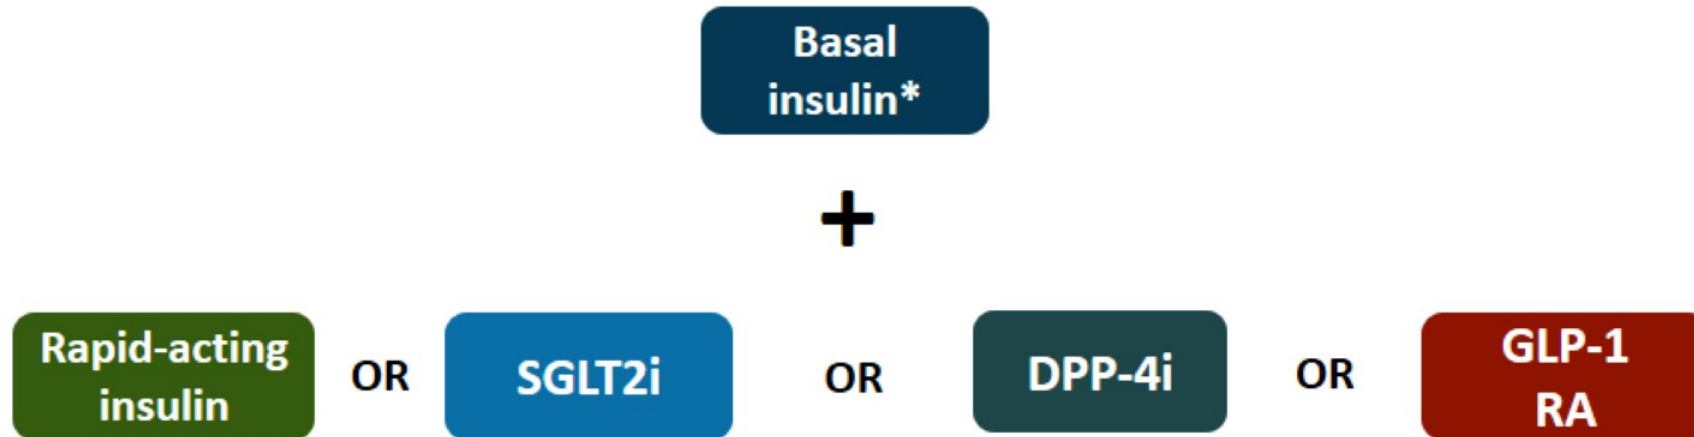 Basal
insulin*
+
Rapid-acting
insulin
OR
SGLT2i
OR
DPP-4i
OR
GLP-1
RA